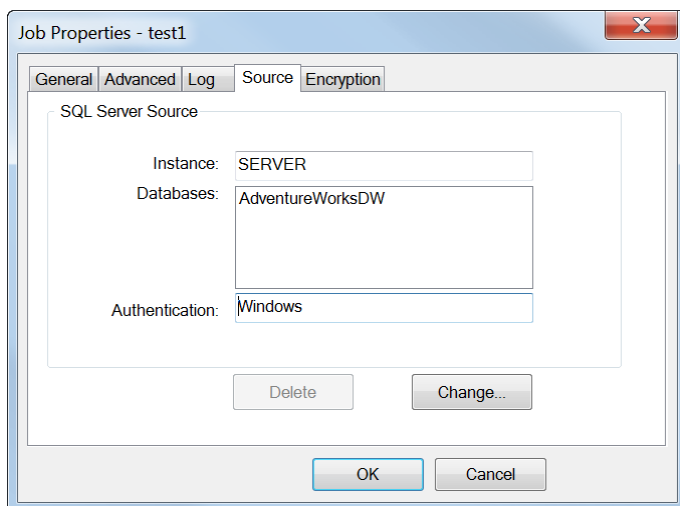 Job Properties - test1
X
General Advanced Log Source Encryption
SQL Server Source
Instance: SERVER
Databases: AdventureWorksDW
Authentication: Windows
Delete Change...
OK Cancel